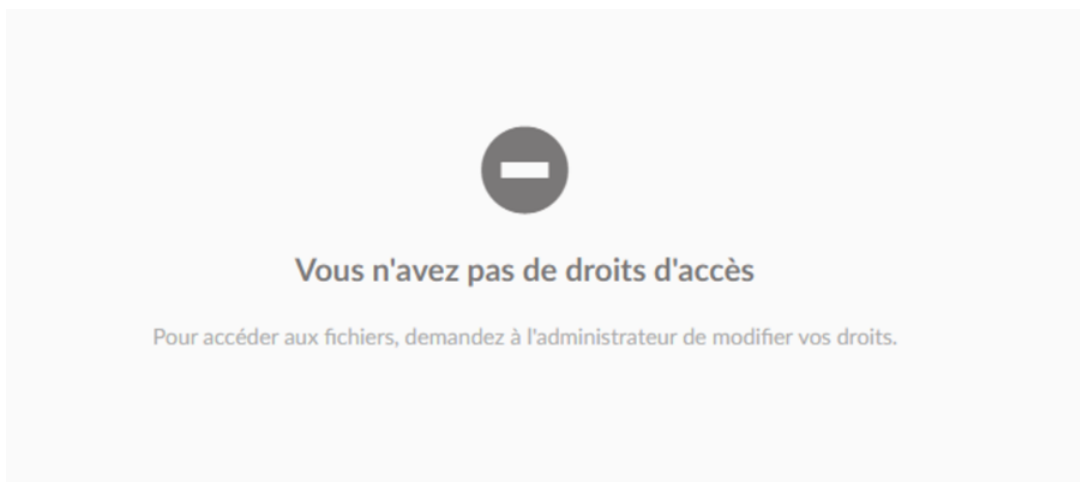 Vous n'avez pas de droits d'accès
Pour accéder aux fichiers, demandez à l'administrateur de modifier vos droits.